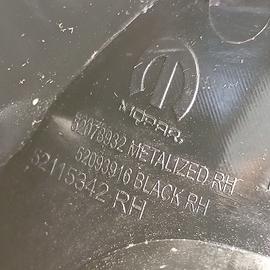 MOPAR
52078932 METALIZED RH
52093916 BLACK RH
52115342 RH